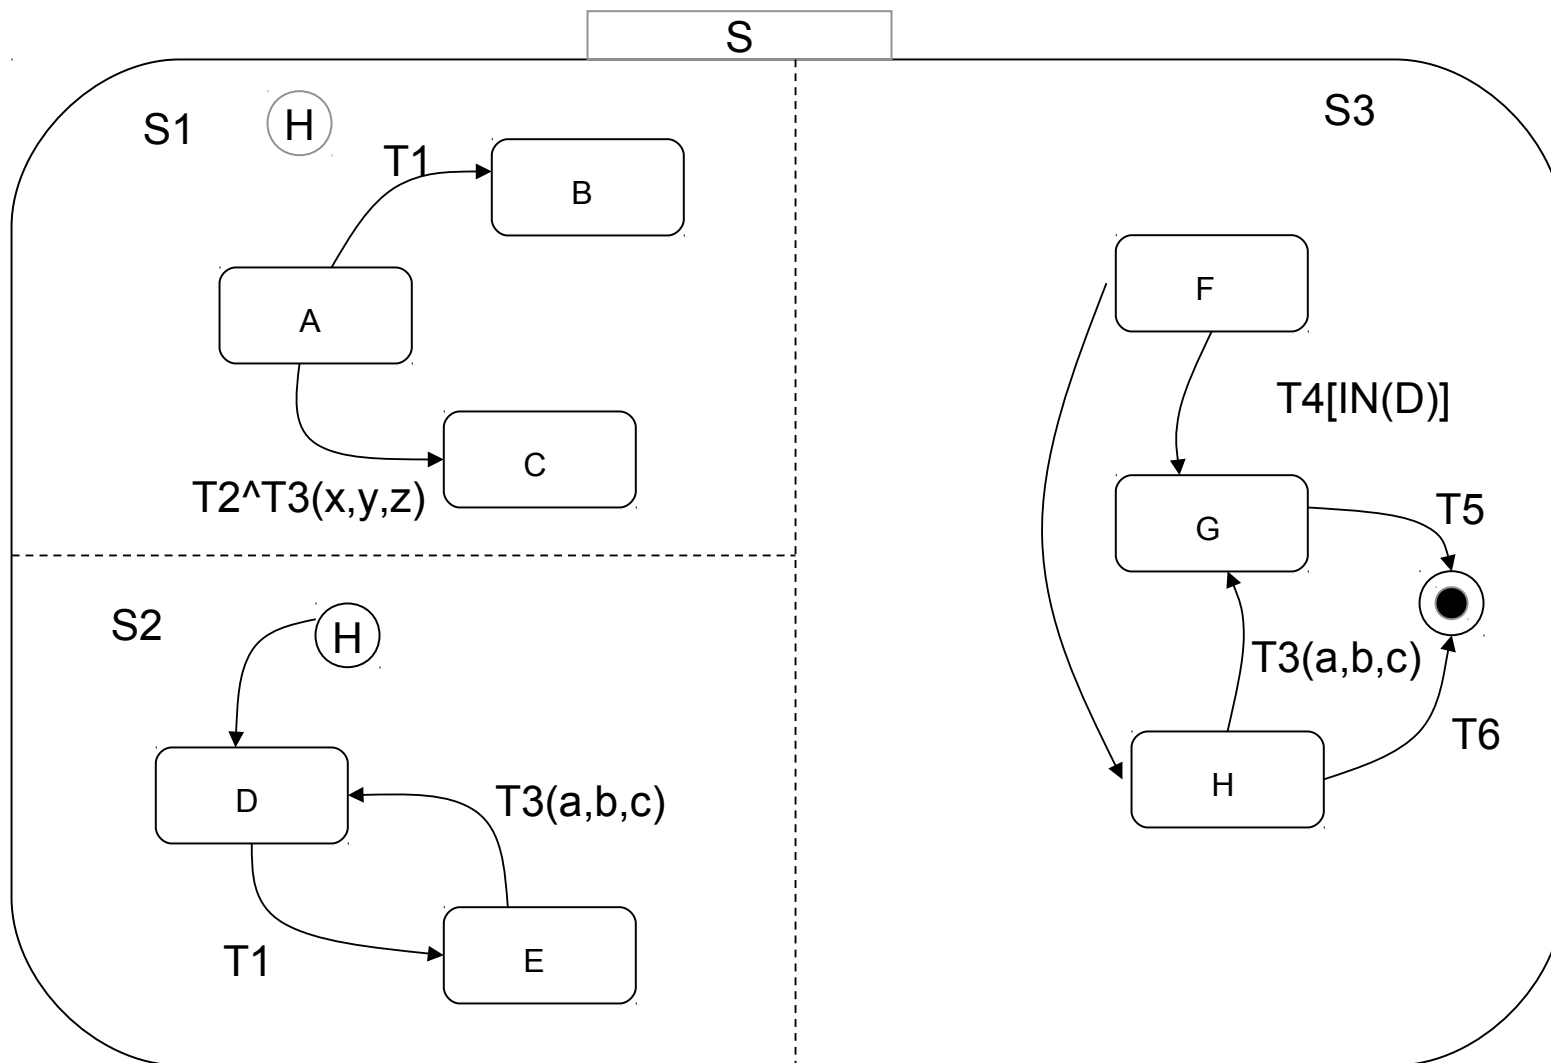 S
S1
H
T1
B
A
C
T2^T3(x,y,z)
S2
H
D
T3(a,b,c)
T1
E
S3
F
T4[IN(D)]
G
T5
T3(a,b,c)
T6
H